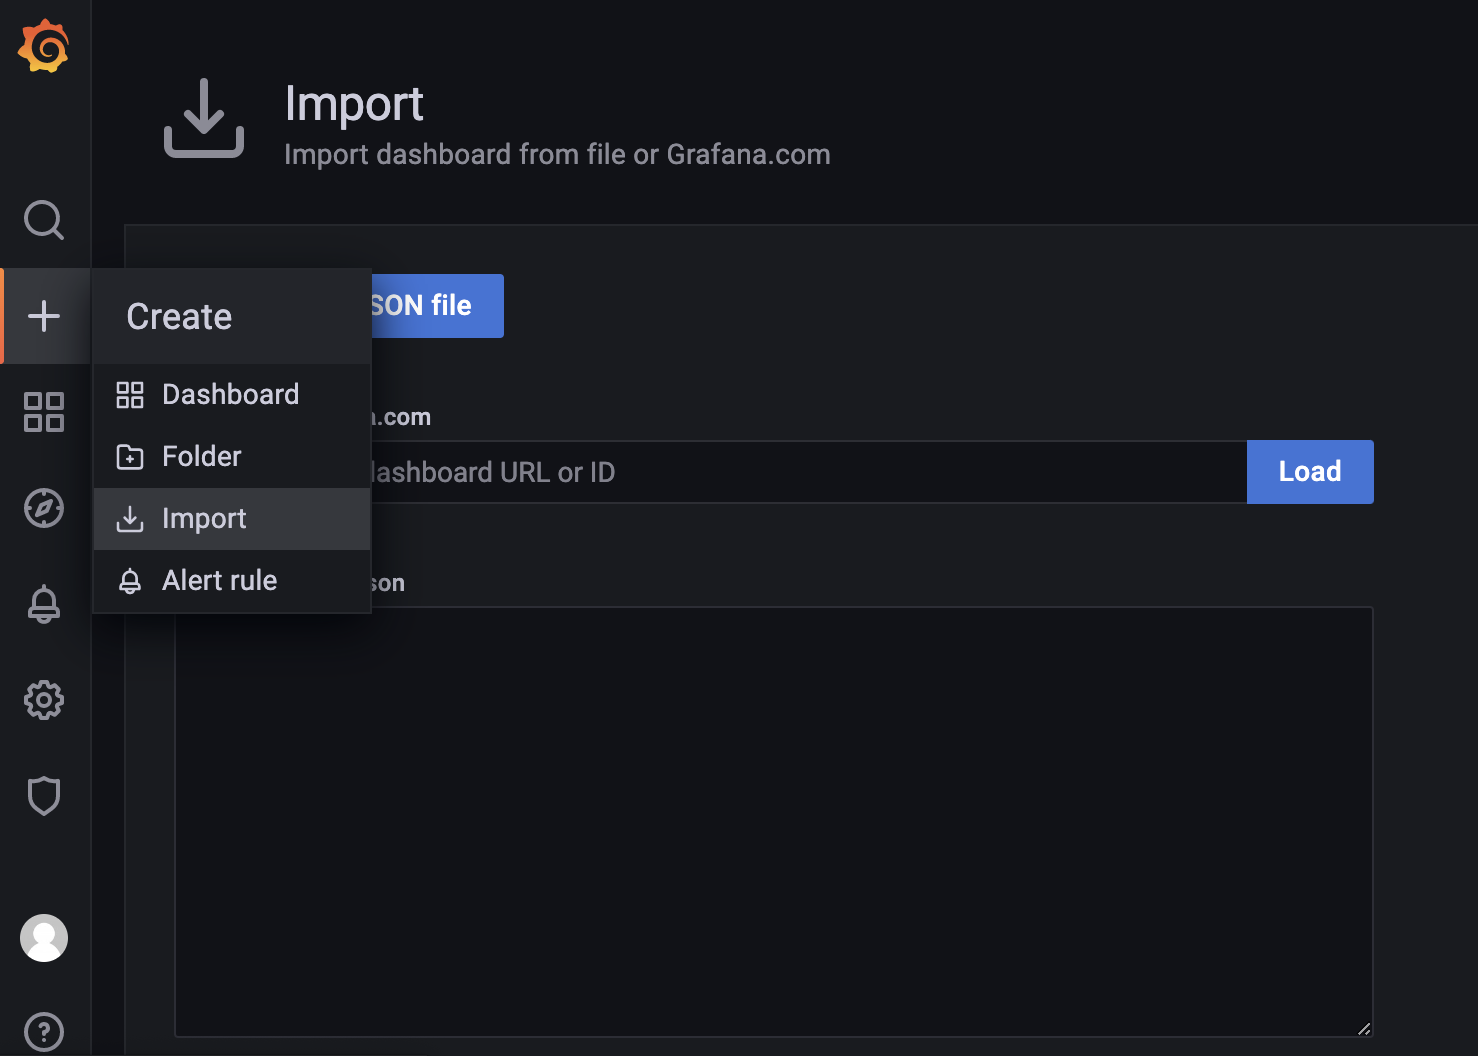 Import
Import dashboard from file or Grafana.com
Create
SON file
Dashboard
.com
Folder
dashboard URL or ID
Load
Import
Alert rule
son